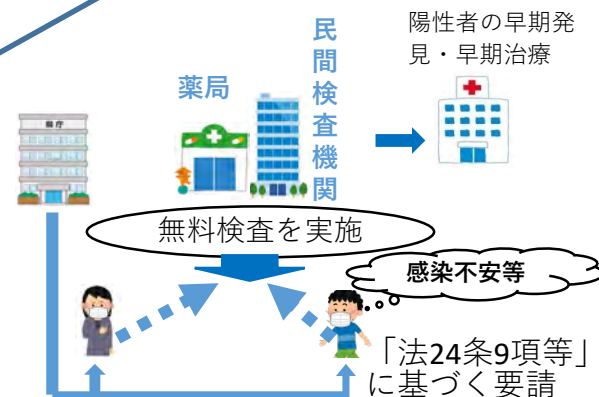 陽性者の早期発
見・早期治療
民間検査機関
薬局
県庁
無料検査を実施
感染不安等
「法24条9項等」
に基づく要請